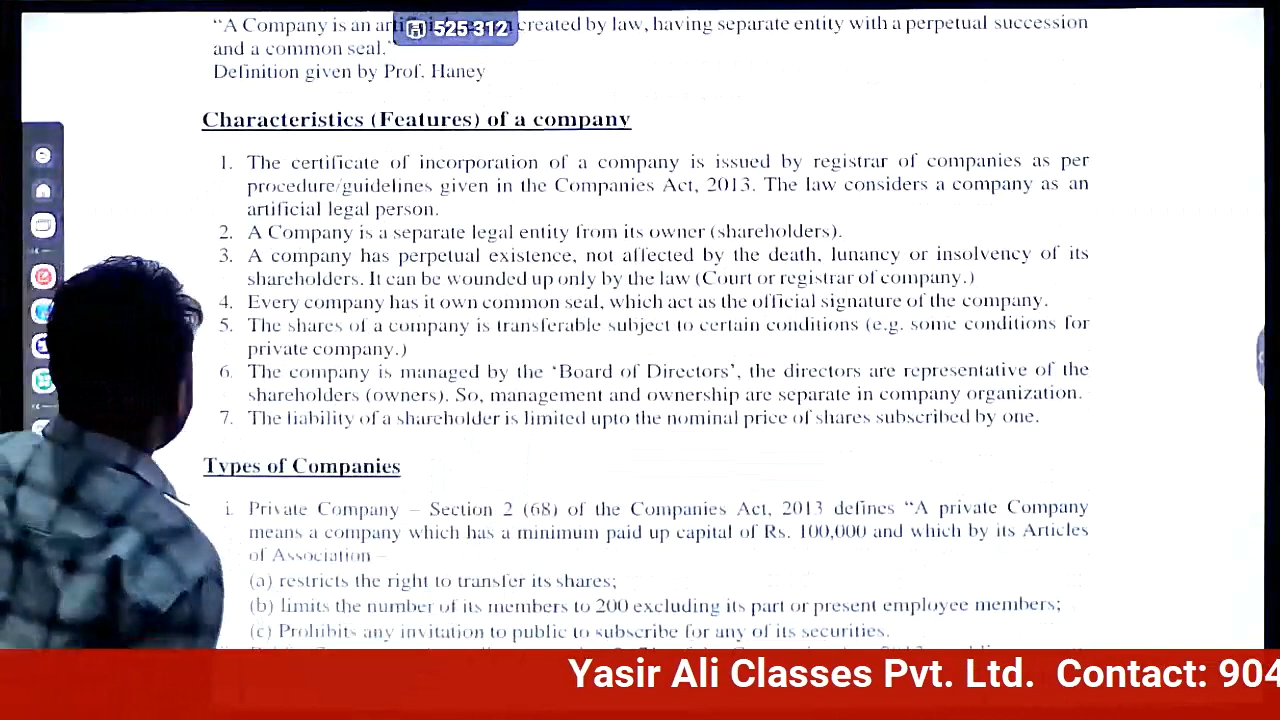 “A Company is an created by law, having separate entity with a perpetual succession
525 312
and a common seal.”
Definition given by Prof. Haney
Characteristics (Features) of a company
1. The certificate of incorporation of a company is issued by registrar of companies as per
procedure/guidelines given in the Companies Act, 2013. The law considers a company as an
artificial legal person.
2. A Company is a separate legal entity from its owner (shareholders).
3. A company has perpetual existence, not affected by the death, lunancy or insolvency of its
shareholders. It can be wounded up only by the law (Court or registrar of company.)
4. Every company has it own common seal, which act as the official signature of the company.
5. The shares of a company is transferable subject to certain conditions (e.g. some conditions for
private company.)
6. The company is managed by the ‘Board of Directors’, the directors are representative of the
shareholders (owners). So, management and ownership are separate in company organization.
7. The liability of a shareholder is limited upto the nominal price of shares subscribed by one.
Types of Companies
i. Private Company – Section 2 (68) of the Companies Act, 2013 defines “A private Company
means a company which has a minimum paid up capital of Rs. 100,000 and which by its Articles
of Association –
(a) restricts the right to transfer its shares;
(b) limits the number of its members to 200 excluding its part or present employee members;
(c) Prohibits any invitation to public to subscribe for any of its securities.
Yasir Ali Classes Pvt. Ltd. Contact: 904